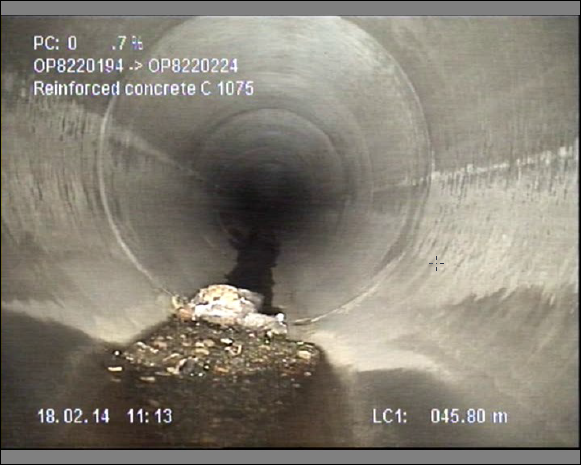 PC: 0 .7 %
OP8220194 -> OP8220224
Reinforced concrete C 1075
18.02.14 11:13
LC1: 045.80 m